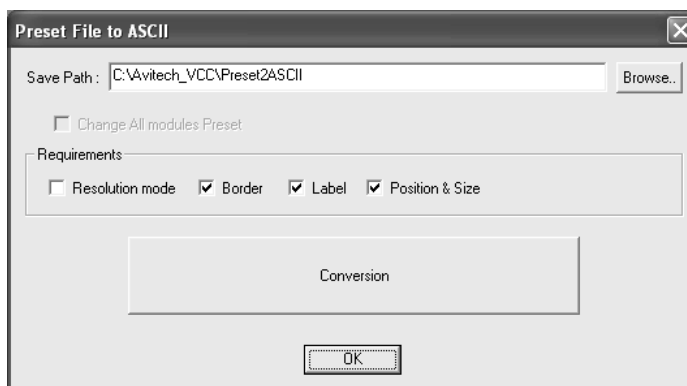 Preset File to ASCII
Save Path : C:\Avitech_VCC\Preset2ASCII Browse..
Change All modules Preset
Requirements
Resolution mode Border Label Position & Size
Conversion
OK